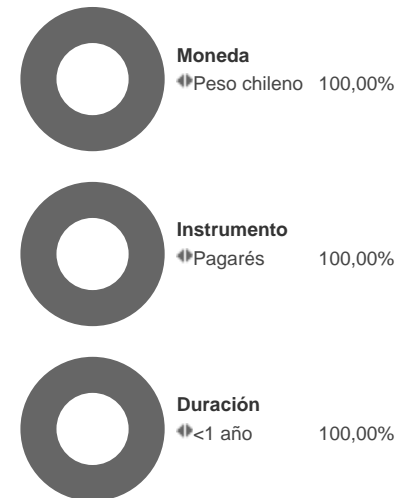 Moneda
Peso chileno 100,00%
Instrumento
Pagarés 100,00%
Duración
<1 año 100,00%